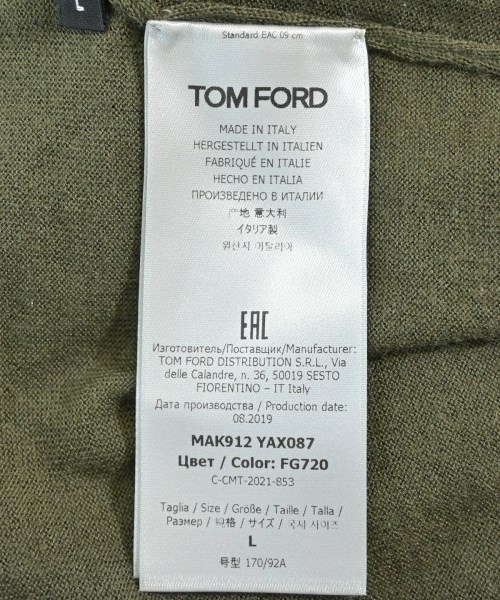 L
Standard EAC 09 cm
TOM FORD
MADE IN ITALY
HERGESTELLT IN ITALIEN
FABRIQUÉ EN ITALIE
HECHO EN ITALIA
ПРОИЗВЕДЕНО В ИТАЛИИ
产地 意大利
イタリア製
원산지 이탈리아
EAC
Изготовитель/Поставщик/Manufacturer:
TOM FORD DISTRIBUTION S.R.L., Via
delle Calandre, n. 36, 50019 SESTO
FIORENTINO – IT Italy
Дата производства / Production date:
08.2019
MAK912 YAX087
Цвет / Color: FG720
C-CMT-2021-853
Taglia / Size / Größe / Taille / Talla /
Размер / 规格 / サイズ / 국제 사이즈
L
号型 170/92A